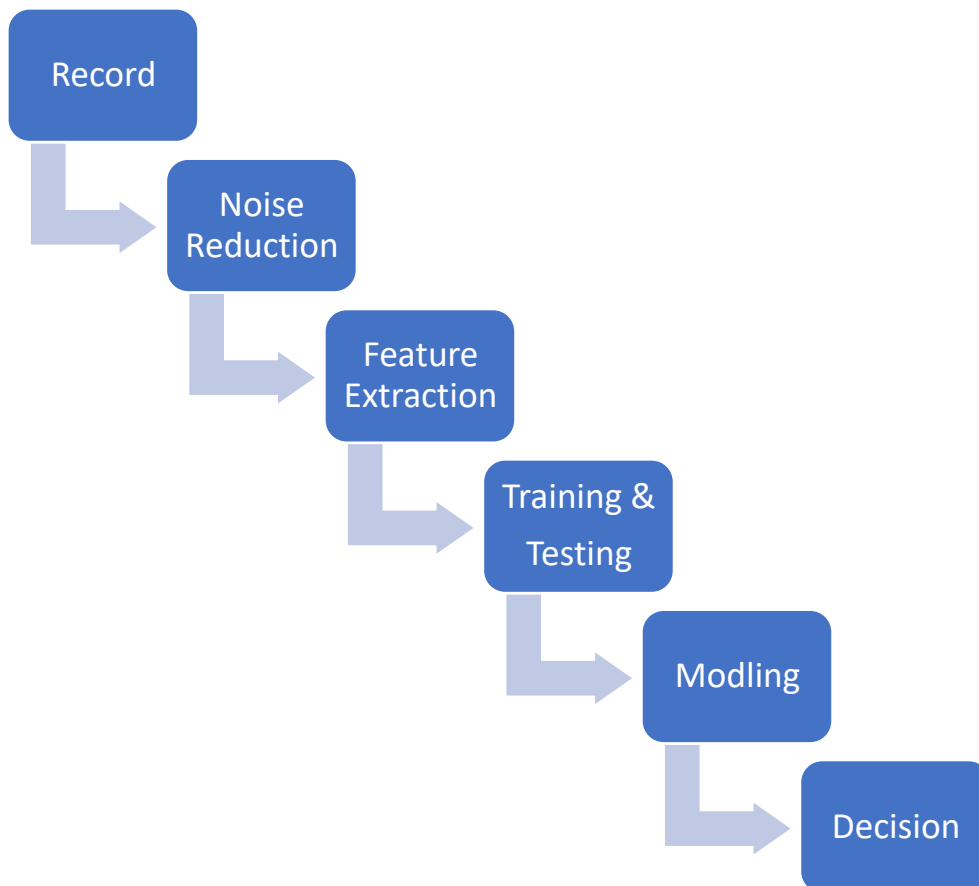 Record
Noise
Reduction
Feature
Extraction
Training &
Testing
Modling
Decision